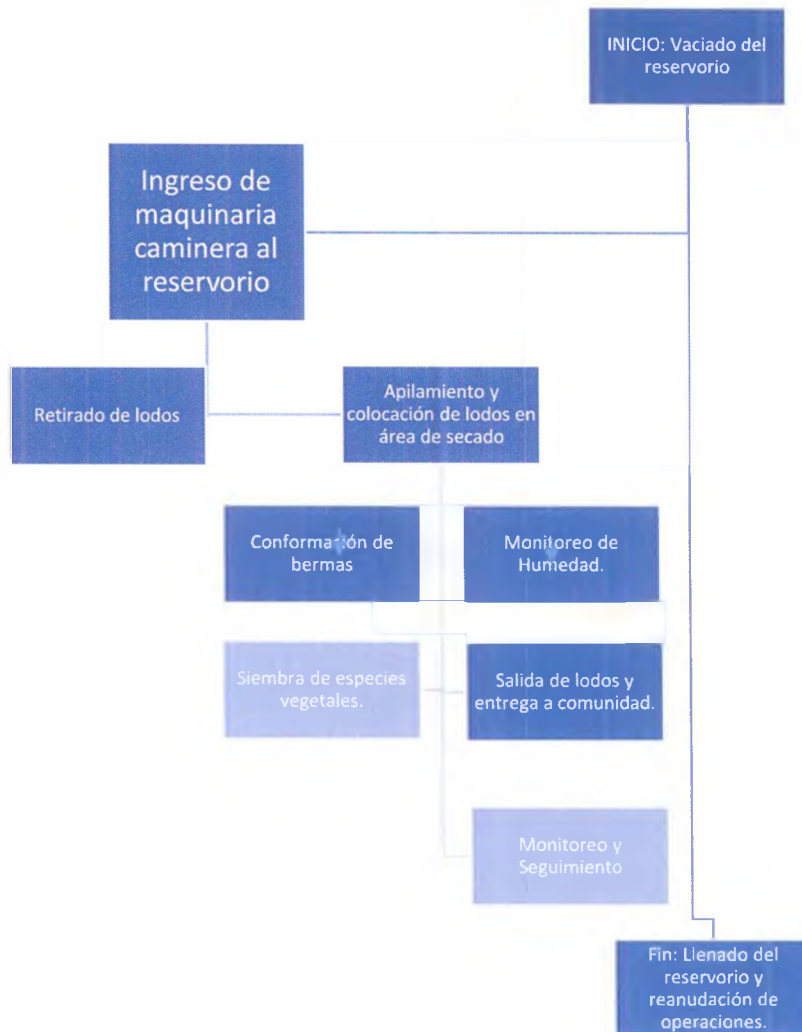 INICIO: Vaciado del
reservorio
Ingreso de
maquinaria
caminera al
reservorio
Retirado de lodos
Apilamiento y
colocación de lodos en
área de secado
Conformación de
bermas
Monitoreo de
Humedad.
Siembra de especies
vegetales.
Salida de lodos y
entrega a comunidad.
Monitoreo y
Seguimiento
Fin: Llenado del
reservorio y
reanudación de
operaciones.